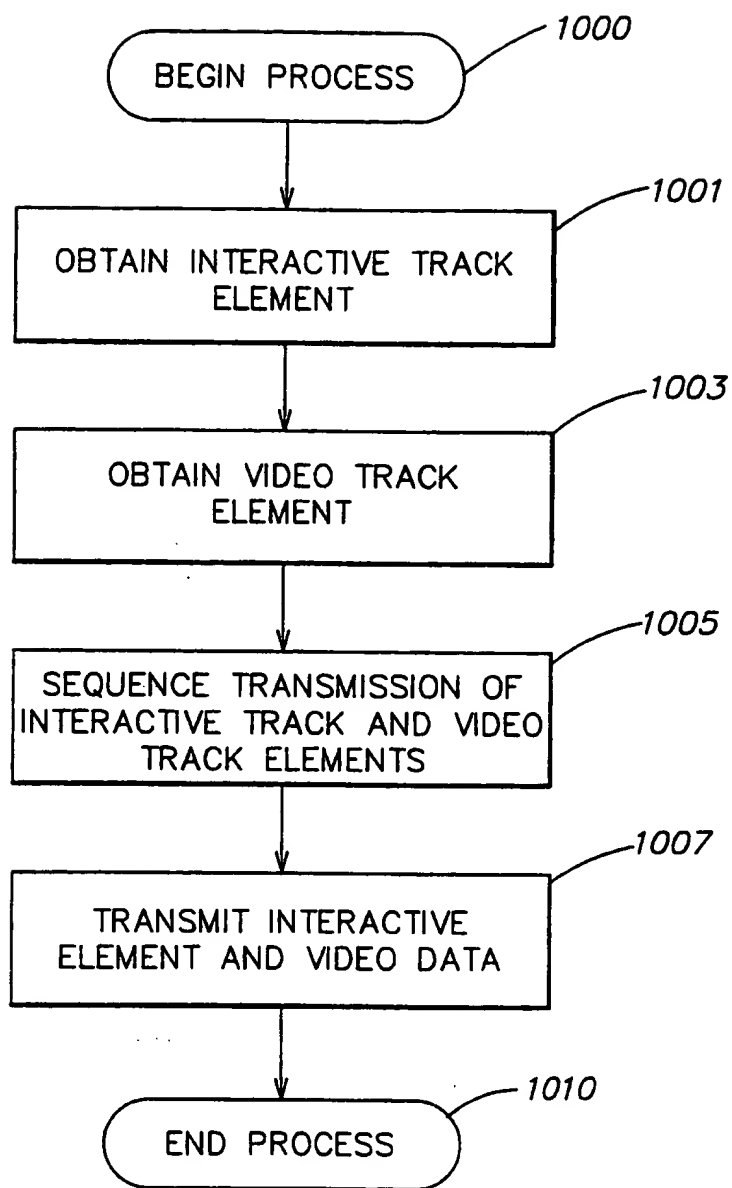 1000
BEGIN PROCESS
1001
OBTAIN INTERACTIVE TRACK
ELEMENT
1003
OBTAIN VIDEO TRACK
ELEMENT
1005
SEQUENCE TRANSMISSION OF
INTERACTIVE TRACK AND VIDEO
TRACK ELEMENTS
1007
TRANSMIT INTERACTIVE
ELEMENT AND VIDEO DATA
1010
END PROCESS